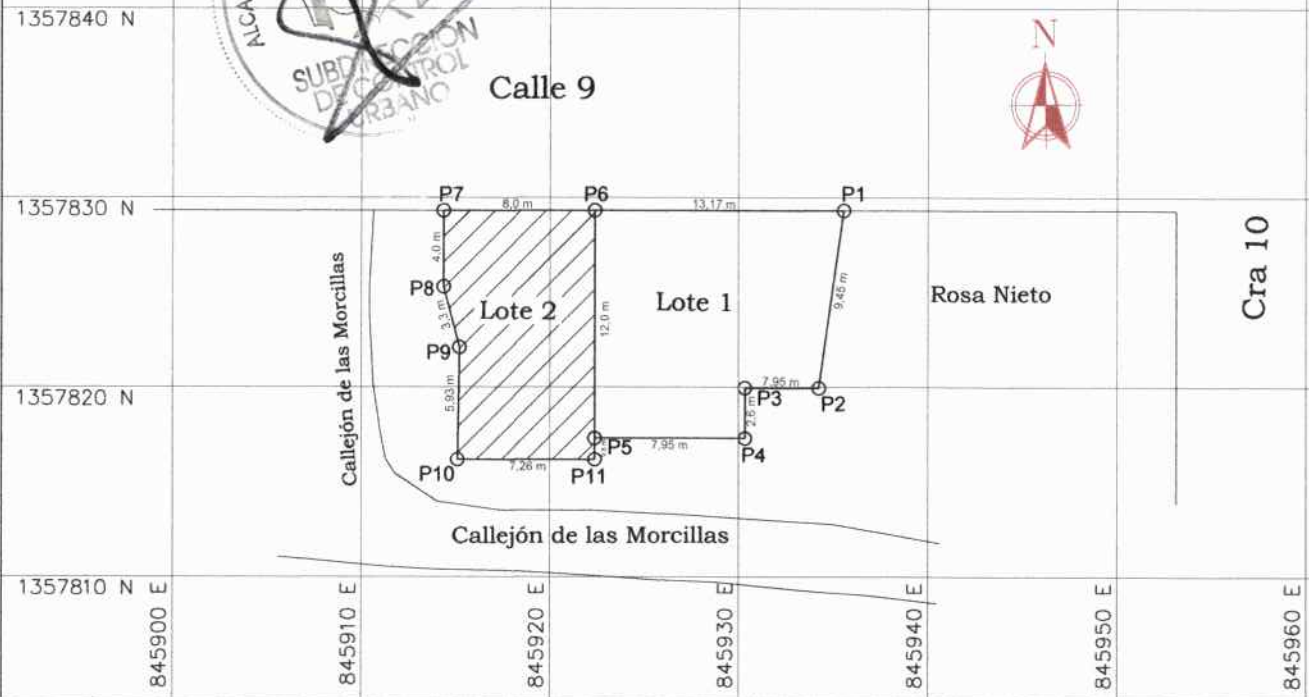 1357840 N
ALCA
SUBDIRECCION
DE CONTROL
URBANO
Calle 9
N
1357830 N
P7
8,0 m
P6
13,17 m
P1
Cra 10
4,0 m
Callejón de las Morcillas
P8
3,3 m
Lote 2
12,0 m
Lote 1
9,45 m
Rosa Nieto
P9
1357820 N
5,93 m
7,95 m
P3
P2
2,6 m
P5
7,95 m
P4
P10
7,26 m
P11
Callejón de las Morcillas
1357810 N
845900 E
845910 E
845920 E
845930 E
845940 E
845950 E
845960 E